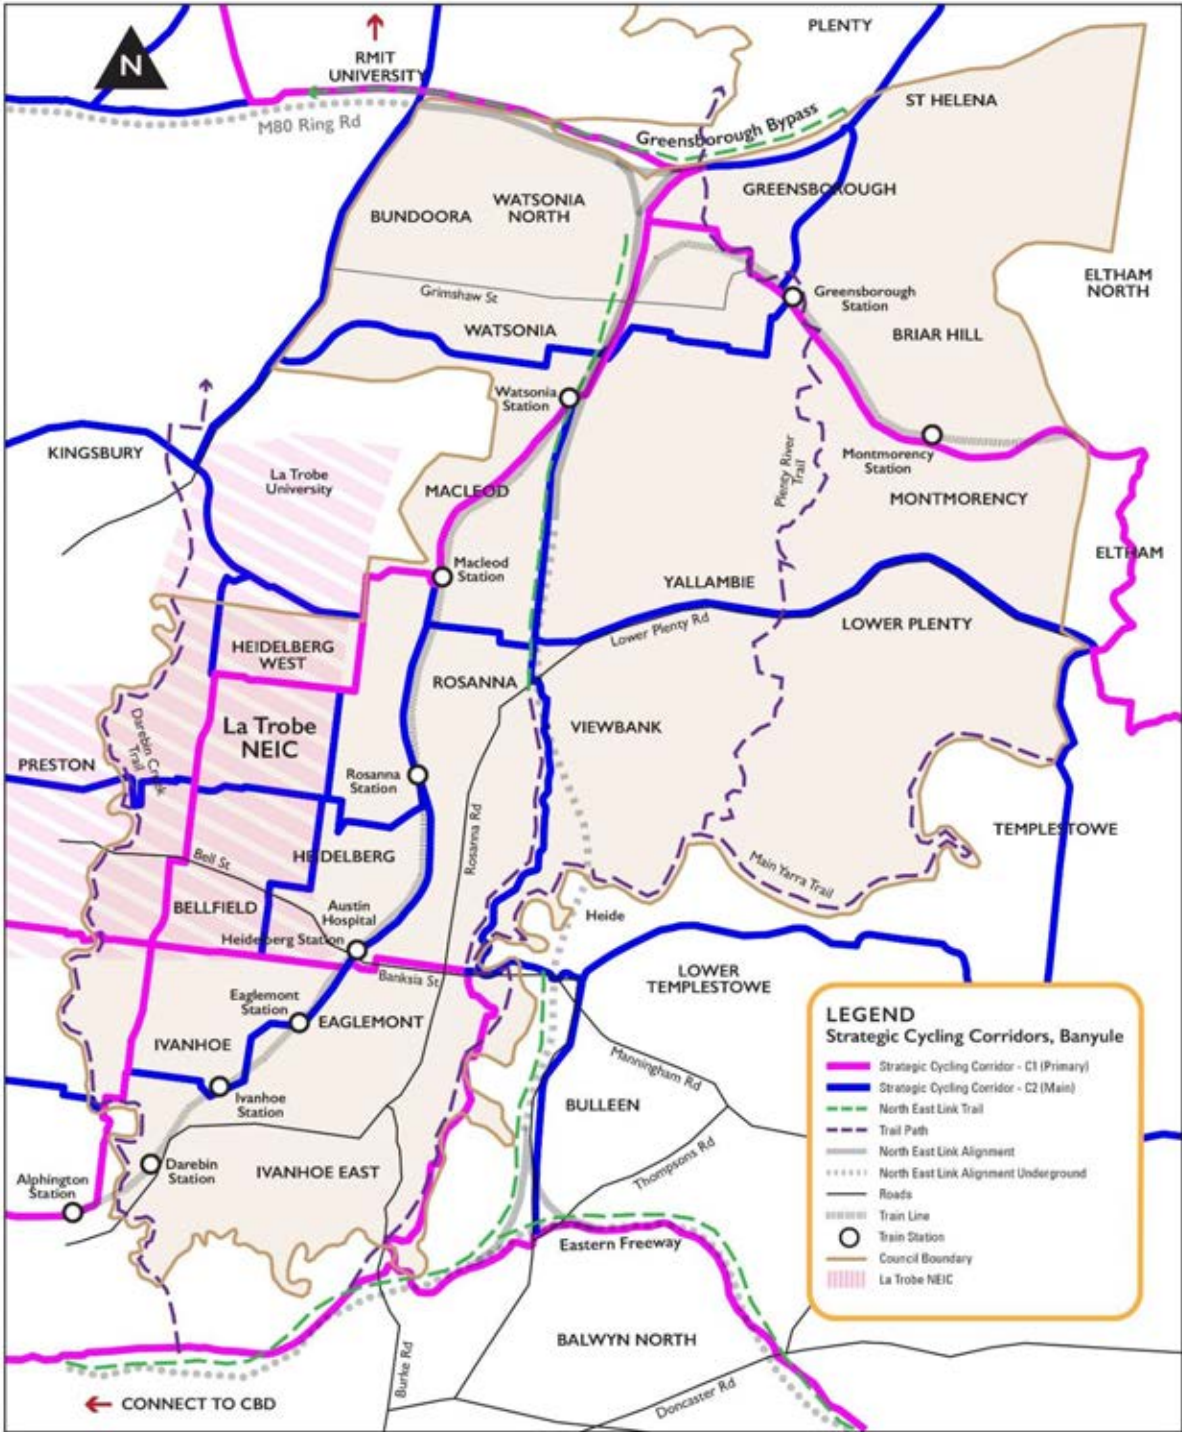 PLENTY
N
RMIT
UNIVERSITY
ST HELENA
M80 Ring Rd
Greensborough Bypass
GREENSBOROUGH
WATSONIA
NORTH
BUNDOORA
ELTHAM
NORTH
Grimshaw St
Greensborough
Station
WATSONIA
BRIAR HILL
Watsonia
Station
KINGSBURY
La Trobe
University
Plenty River
Trail
Montmorency
Station
MACLEOD
MONTMORENCY
ELTHAM
Macleod
Station
YALLAMBIE
Lower Plenty Rd
LOWER PLENTY
HEIDELBERG
WEST
ROSANNA
La Trobe
NEIC
VIEWBANK
Darebin Creek
Trail
PRESTON
Rosanna
Station
Rosanna Rd
TEMPLESTOWE
Bell St
HEIDELBERG
Main Yarra Trail
BELLFIELD
Austin
Hospital
Heide
Heidelberg Station
Banksia St
LOWER
TEMPLESTOWE
Eaglemont
Station
EAGLEMONT
IVANHOE
Ivanhoe
Station
Manningham Rd
BULLEEN
Thompsons Rd
Darebin
Station
IVANHOE EAST
Alphington
Station
Eastern Freeway
BALWYN NORTH
Burke Rd
Doncaster Rd
CONNECT TO CBD
LEGEND
Strategic Cycling Corridors, Banyule
Strategic Cycling Corridor - C1 (Primary)
Strategic Cycling Corridor - C2 (Main)
North East Link Trail
Trail Path
North East Link Alignment
North East Link Alignment Underground
Roads
Train Line
Train Station
Council Boundary
La Trobe NEIC